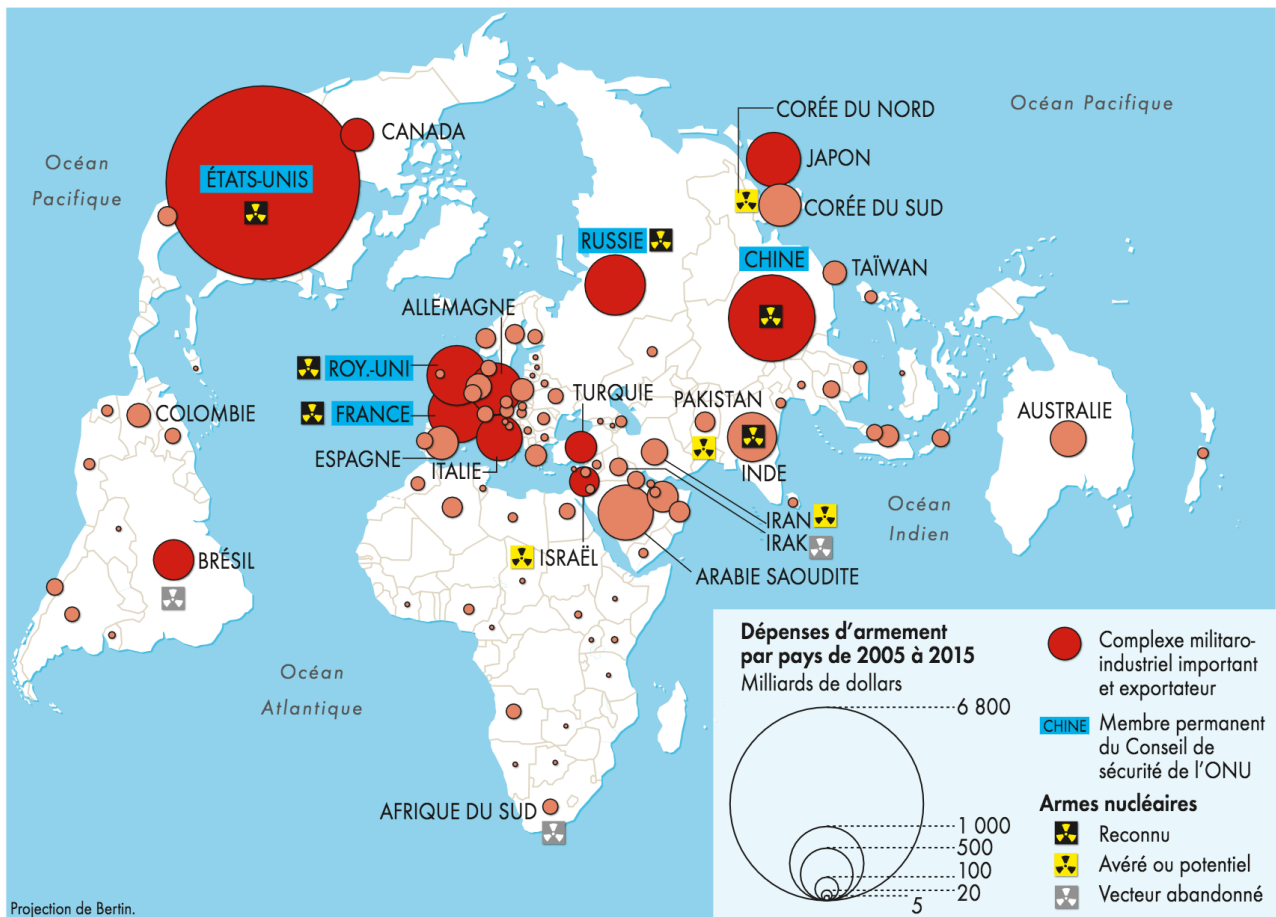 CORÉE DU NORD
Océan Pacifique
CANADA
Océan
Pacifique
JAPON
ÉTATS-UNIS
CORÉE DU SUD
RUSSIE
CHINE
TAÏWAN
ALLEMAGNE
ROY.-UNI
TURQUIE
PAKISTAN
COLOMBIE
FRANCE
AUSTRALIE
ESPAGNE
ITALIE
INDE
Océan
Indien
IRAN
IRAK
BRÉSIL
ISRAËL
ARABIE SAOUDITE
Océan
Atlantique
AFRIQUE DU SUD
Dépenses d’armement
par pays de 2005 à 2015
Milliards de dollars
6 800
1 000
500
100
20
5
Complexe militaro-
industriel important
et exportateur
CHINE
Membre permanent
du Conseil de
sécurité de l’ONU
Armes nucléaires
Reconnu
Avéré ou potentiel
Vecteur abandonné
Projection de Bertin.